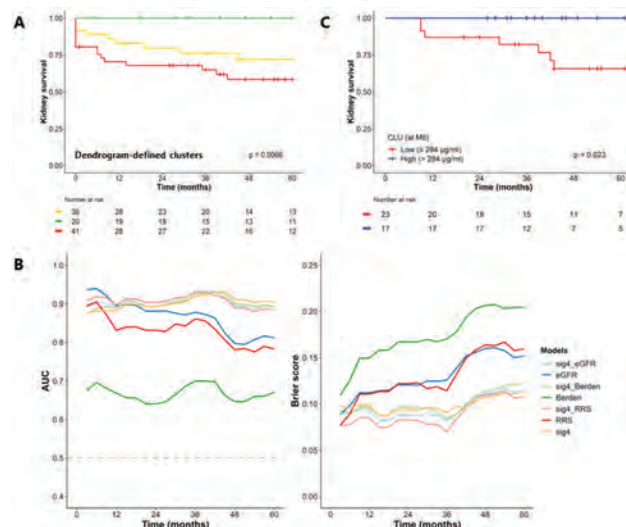 A
Kidney survival
1.00
0.75
0.50
0.25
0.00
Dendrogram-defined clusters
p = 0.0066
0 12 24 36 48 60
Time (months)
Number at risk
36 28 23 20 14 13
20 19 18 15 13 11
41 28 27 22 16 12
C
Kidney survival
1.00
0.75
0.50
0.25
0.00
CLU (at M6)
Low (≤ 284 µg/ml)
High (> 284 µg/ml)
p = 0.023
0 12 24 36 48 60
Time (months)
Number at risk
23 20 18 15 11 7
17 17 17 12 7 5
B
AUC
1.0
0.9
0.8
0.7
0.6
0.5
0.4
0 12 24 36 48 60
Time (months)
Brier score
0.25
0.20
0.15
0.10
0.05
0.00
0 12 24 36 48 60
Time (months)
Models
sig4_eGFR
eGFR
sig4_Berden
Berden
sig4_RRS
RRS
sig4